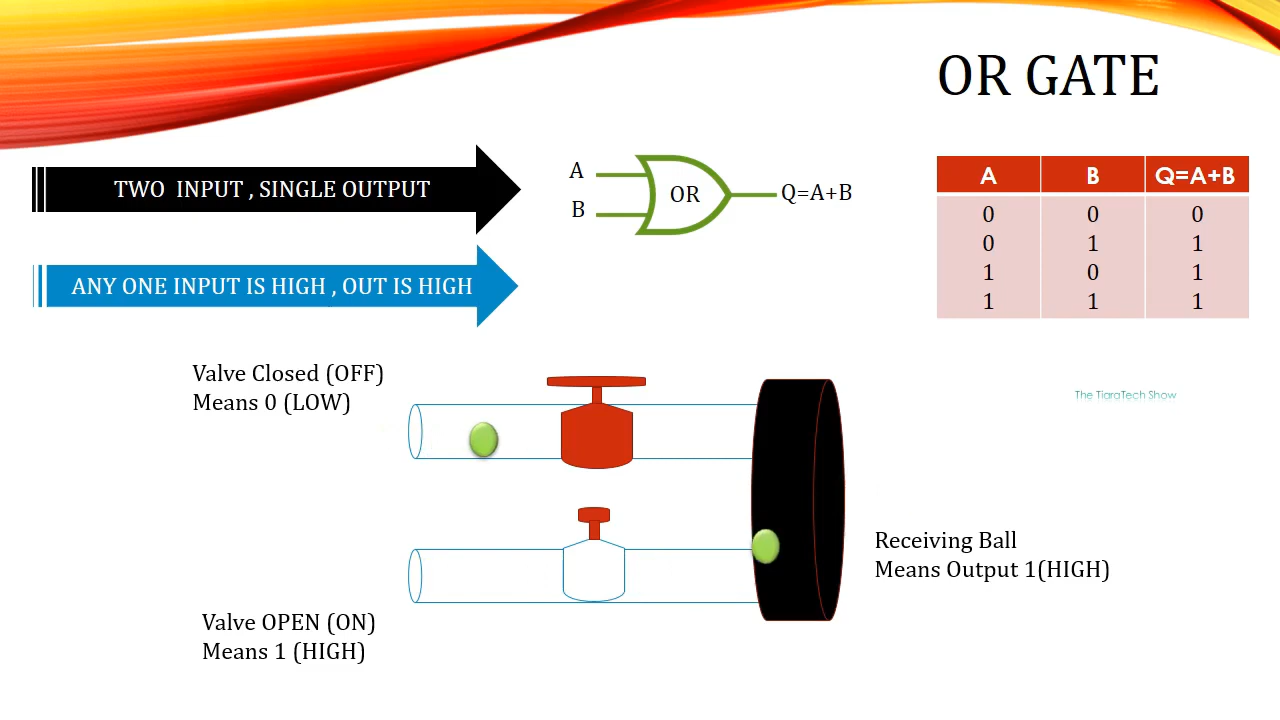 OR GATE
TWO  INPUT , SINGLE OUTPUT
A
B
OR
Q=A+B
A B Q=A+B
0 0 0
0 1 1
1 0 1
1 1 1
ANY ONE INPUT IS HIGH , OUT IS HIGH
Valve Closed (OFF)
Means 0 (LOW)
The TiaraTech Show
Receiving Ball
Means Output 1(HIGH)
Valve OPEN (ON)
Means 1 (HIGH)